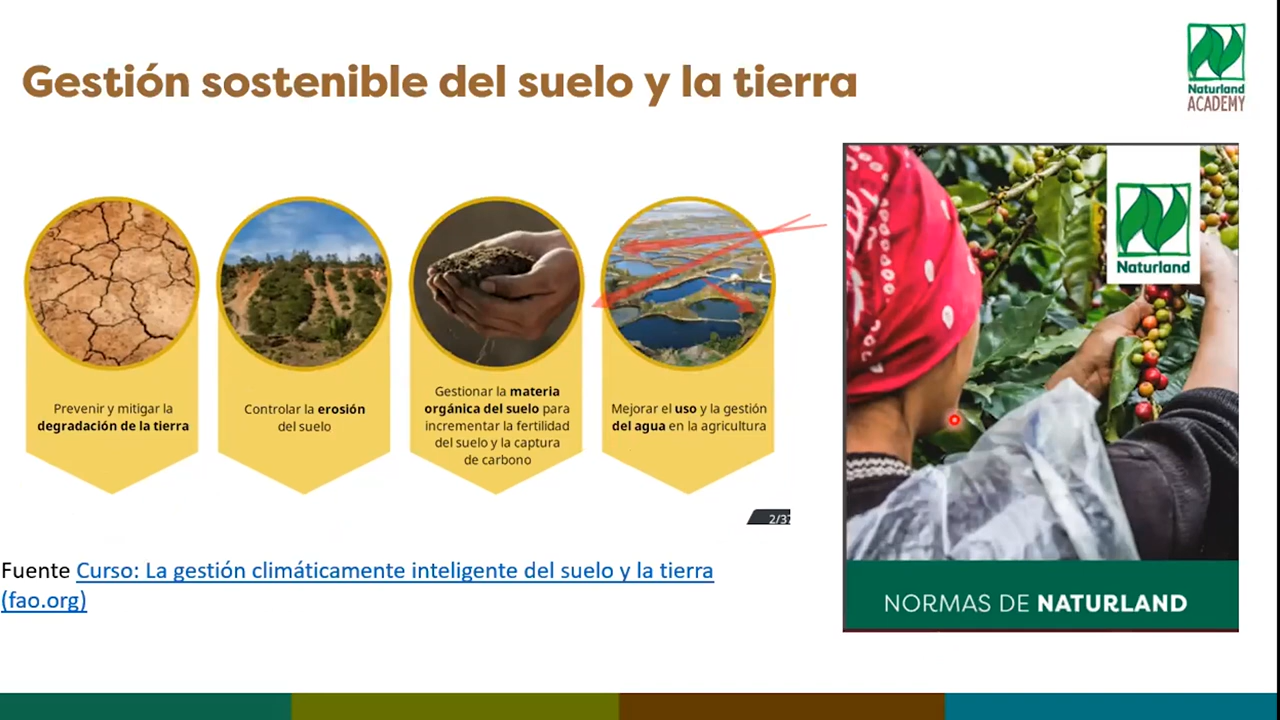 Gestión sostenible del suelo y la tierra
Naturland
ACADEMY
Prevenir y mitigar la
degradación de la tierra
Controlar la erosión
del suelo
Gestionar la materia
orgánica del suelo para
incrementar la fertilidad
del suelo y la captura
de carbono
Mejorar el uso y la gestión
del agua en la agricultura
2/37
Fuente Curso: La gestión climáticamente inteligente del suelo y la tierra
(fao.org)
Naturland
NORMAS DE NATURLAND